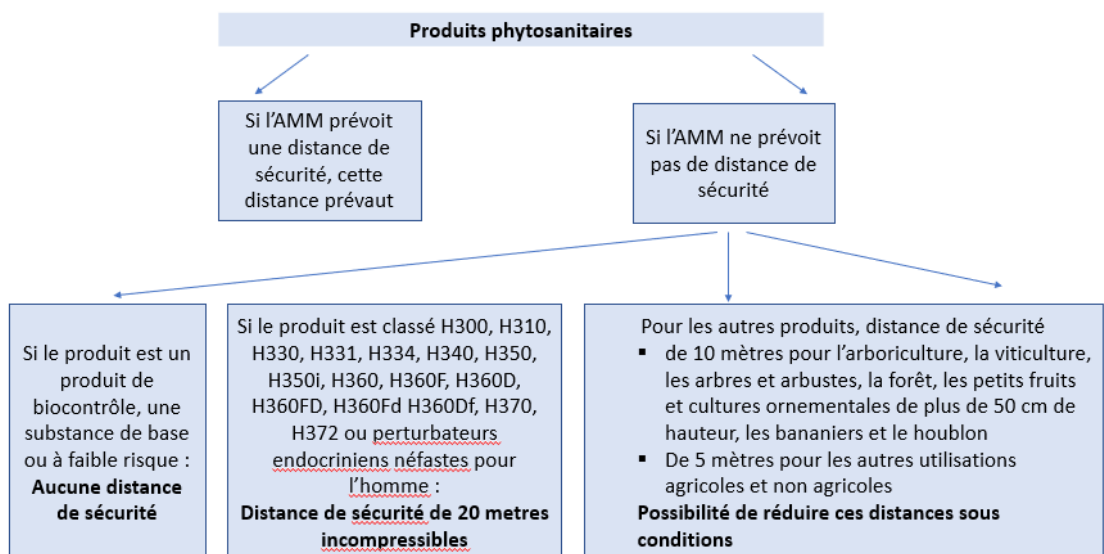 Produits phytosanitaires
Si l’AMM prévoit
une distance de
sécurité, cette
distance prévaut
Si l’AMM ne prévoit
pas de distance de
sécurité
Si le produit est un
produit de
biocontrôle, une
substance de base
ou à faible risque :
Aucune distance
de sécurité
Si le produit est classé H300, H310,
H330, H331, H334, H340, H350,
H350i, H360, H360F, H360D,
H360FD, H360Fd H360Df, H370,
H372 ou perturbateurs
endocriniens néfastes pour
l’homme :
Distance de sécurité de 20 metres
incompressibles
Pour les autres produits, distance de sécurité
▪ de 10 mètres pour l’arboriculture, la viticulture,
les arbres et arbustes, la forêt, les petits fruits
et cultures ornementales de plus de 50 cm de
hauteur, les bananiers et le houblon
▪ De 5 mètres pour les autres utilisations
agricoles et non agricoles
Possibilité de réduire ces distances sous
conditions